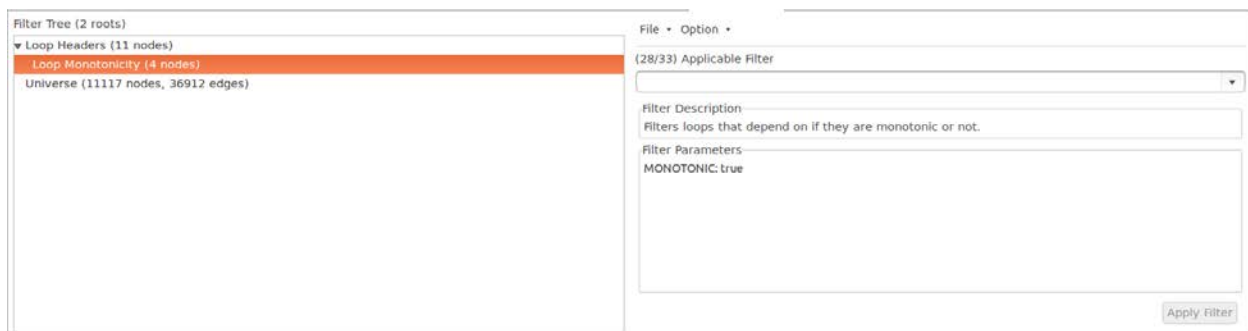 Filter Tree (2 roots)
Loop Headers (11 nodes)
Loop Monotonicity (4 nodes)
Universe (11117 nodes, 36912 edges)
File
Option
(28/33) Applicable Filter
Filter Description
Filters loops that depend on if they are monotonic or not.
Filter Parameters
MONOTONIC: true
Apply Filter